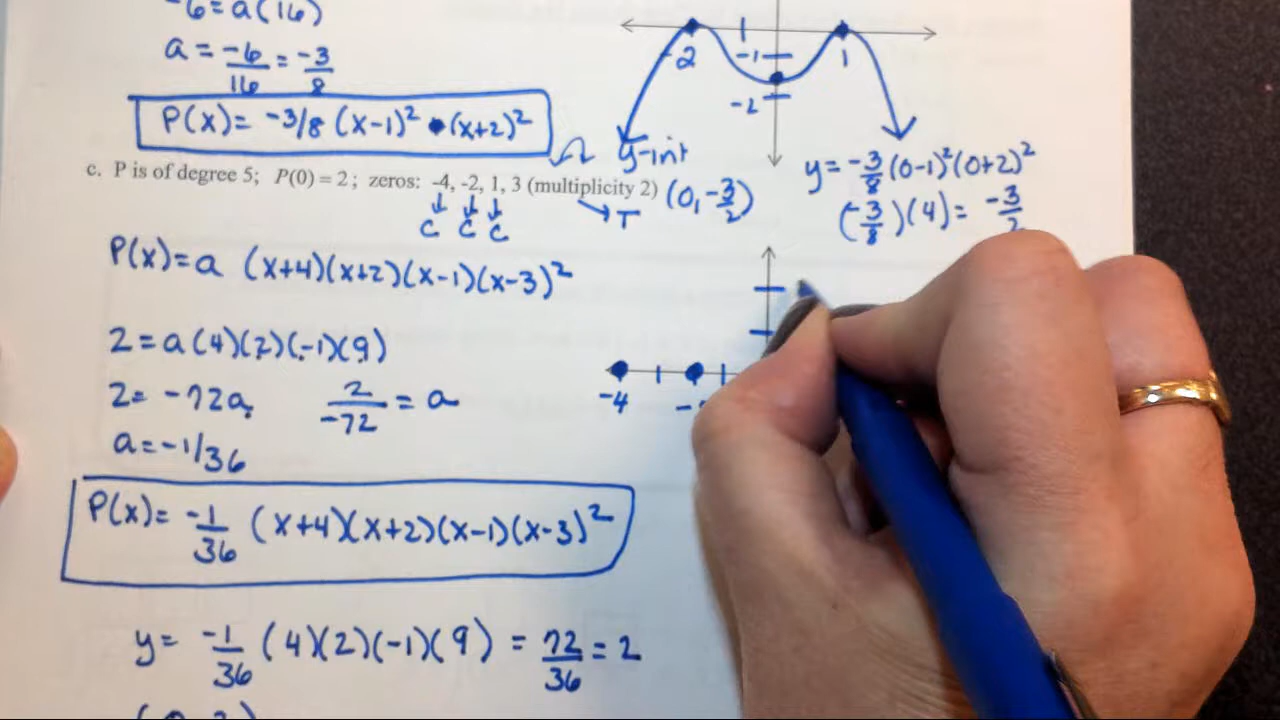 -6 = a(16)
a = -6/16 = -3/8
-2 -1 1
-2
P(x) = -3/8 (x-1)² • (x+2)²
y-int
y = -3/8 (0-1)² (0+2)²
c. P is of degree 5; P(0) = 2; zeros: -4, -2, 1, 3 (multiplicity 2) (0, -3/2)
(-3/8)(4) = -3/2
C C C T
P(x) = a (x+4)(x+2)(x-1)(x-3)²
2 = a(4)(2)(-1)(9)
-4
2 = -72a 2/-72 = a
a = -1/36
P(x) = -1/36 (x+4)(x+2)(x-1)(x-3)²
y = -1/36 (4)(2)(-1)(9) = 72/36 = 2